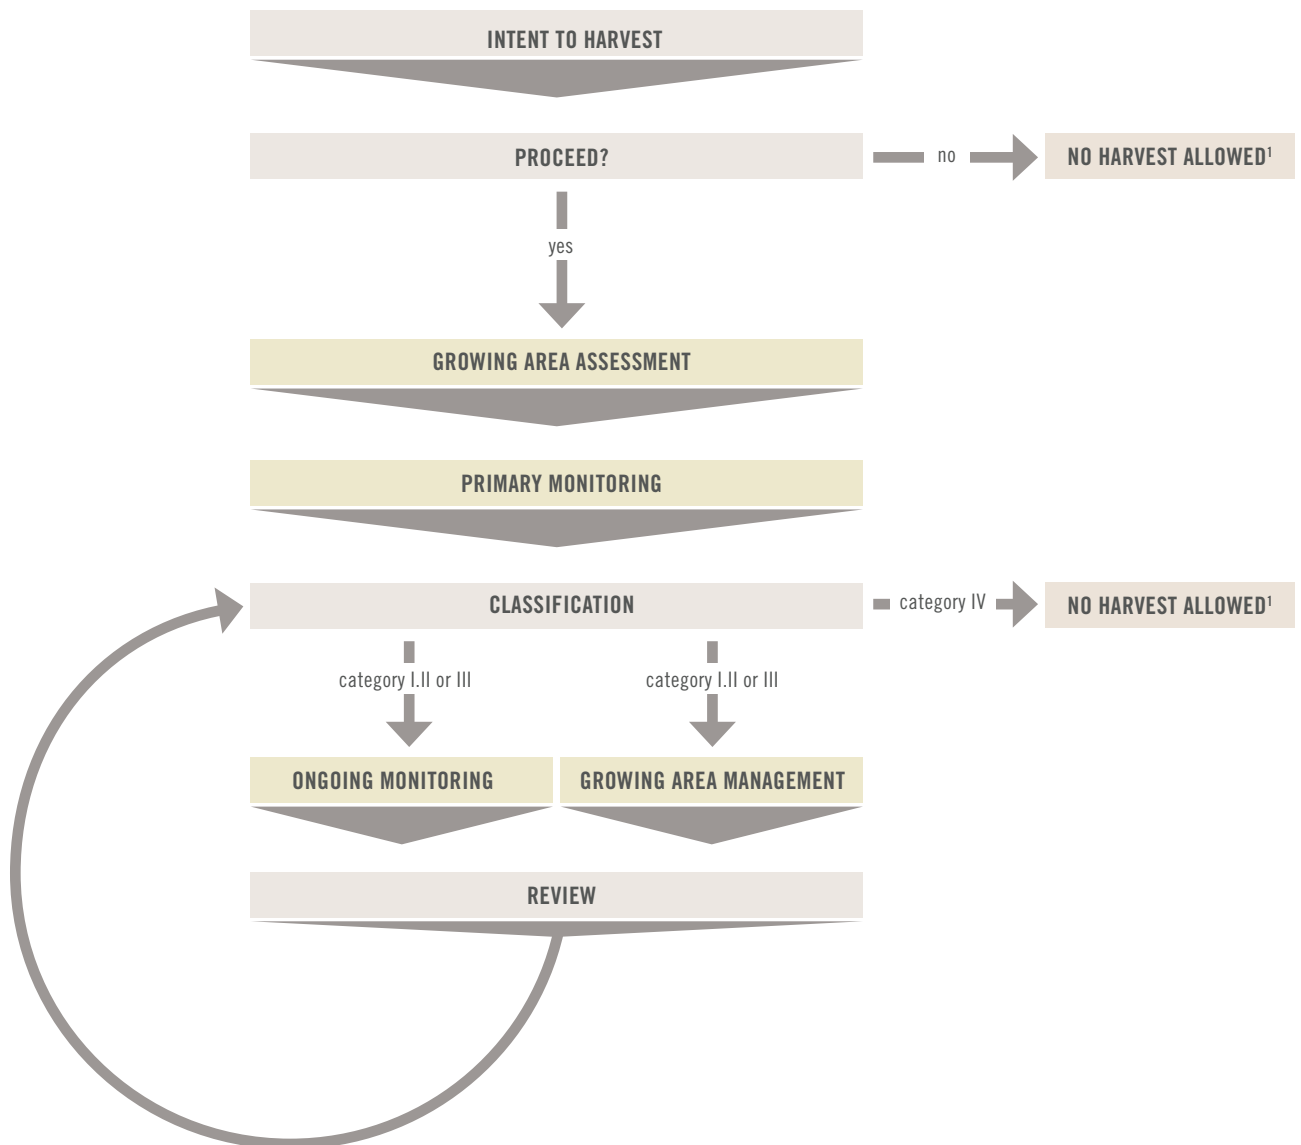 INTENT TO HARVEST
PROCEED?
no
NO HARVEST ALLOWED¹
yes
GROWING AREA ASSESSMENT
PRIMARY MONITORING
CLASSIFICATION
category IV
NO HARVEST ALLOWED¹
category I.II or III
category I.II or III
ONGOING MONITORING
GROWING AREA MANAGEMENT
REVIEW